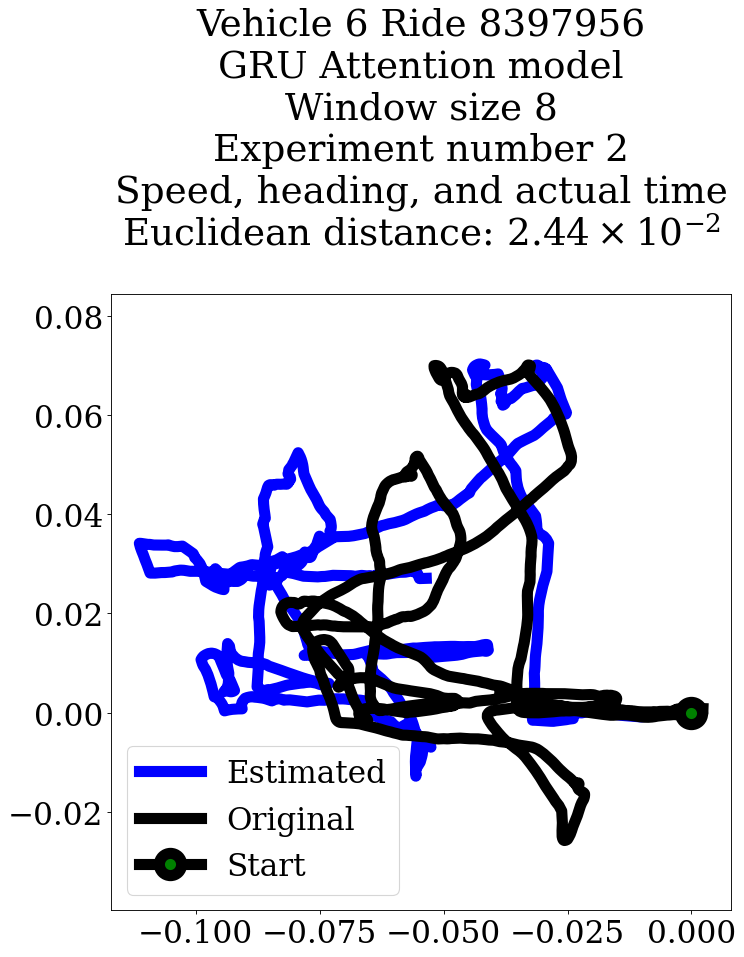 Vehicle 6 Ride 8397956
GRU Attention model
Window size 8
Experiment number 2
Speed, heading, and actual time
Euclidean distance: 2.44 × 10⁻²
0.08
0.06
0.04
0.02
0.00
−0.02
Estimated
Original
Start
−0.100 −0.075 −0.050 −0.025 0.000